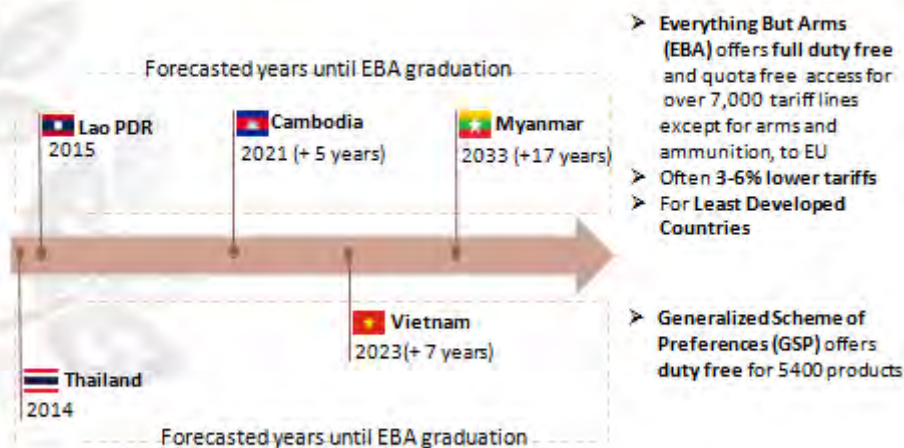 Forecasted years until EBA graduation
Lao PDR
2015
Cambodia
2021 (+ 5 years)
Myanmar
2033 (+17 years)
Vietnam
2023(+ 7 years)
Thailand
2014
Forecasted years until EBA graduation
➢ Everything But Arms
(EBA) offers full duty free
and quota free access for
over 7,000 tariff lines
except for arms and
ammunition, to EU
➢ Often 3-6% lower tariffs
➢ For Least Developed
Countries
➢ Generalized Scheme of
Preferences (GSP) offers
duty free for 5400 products